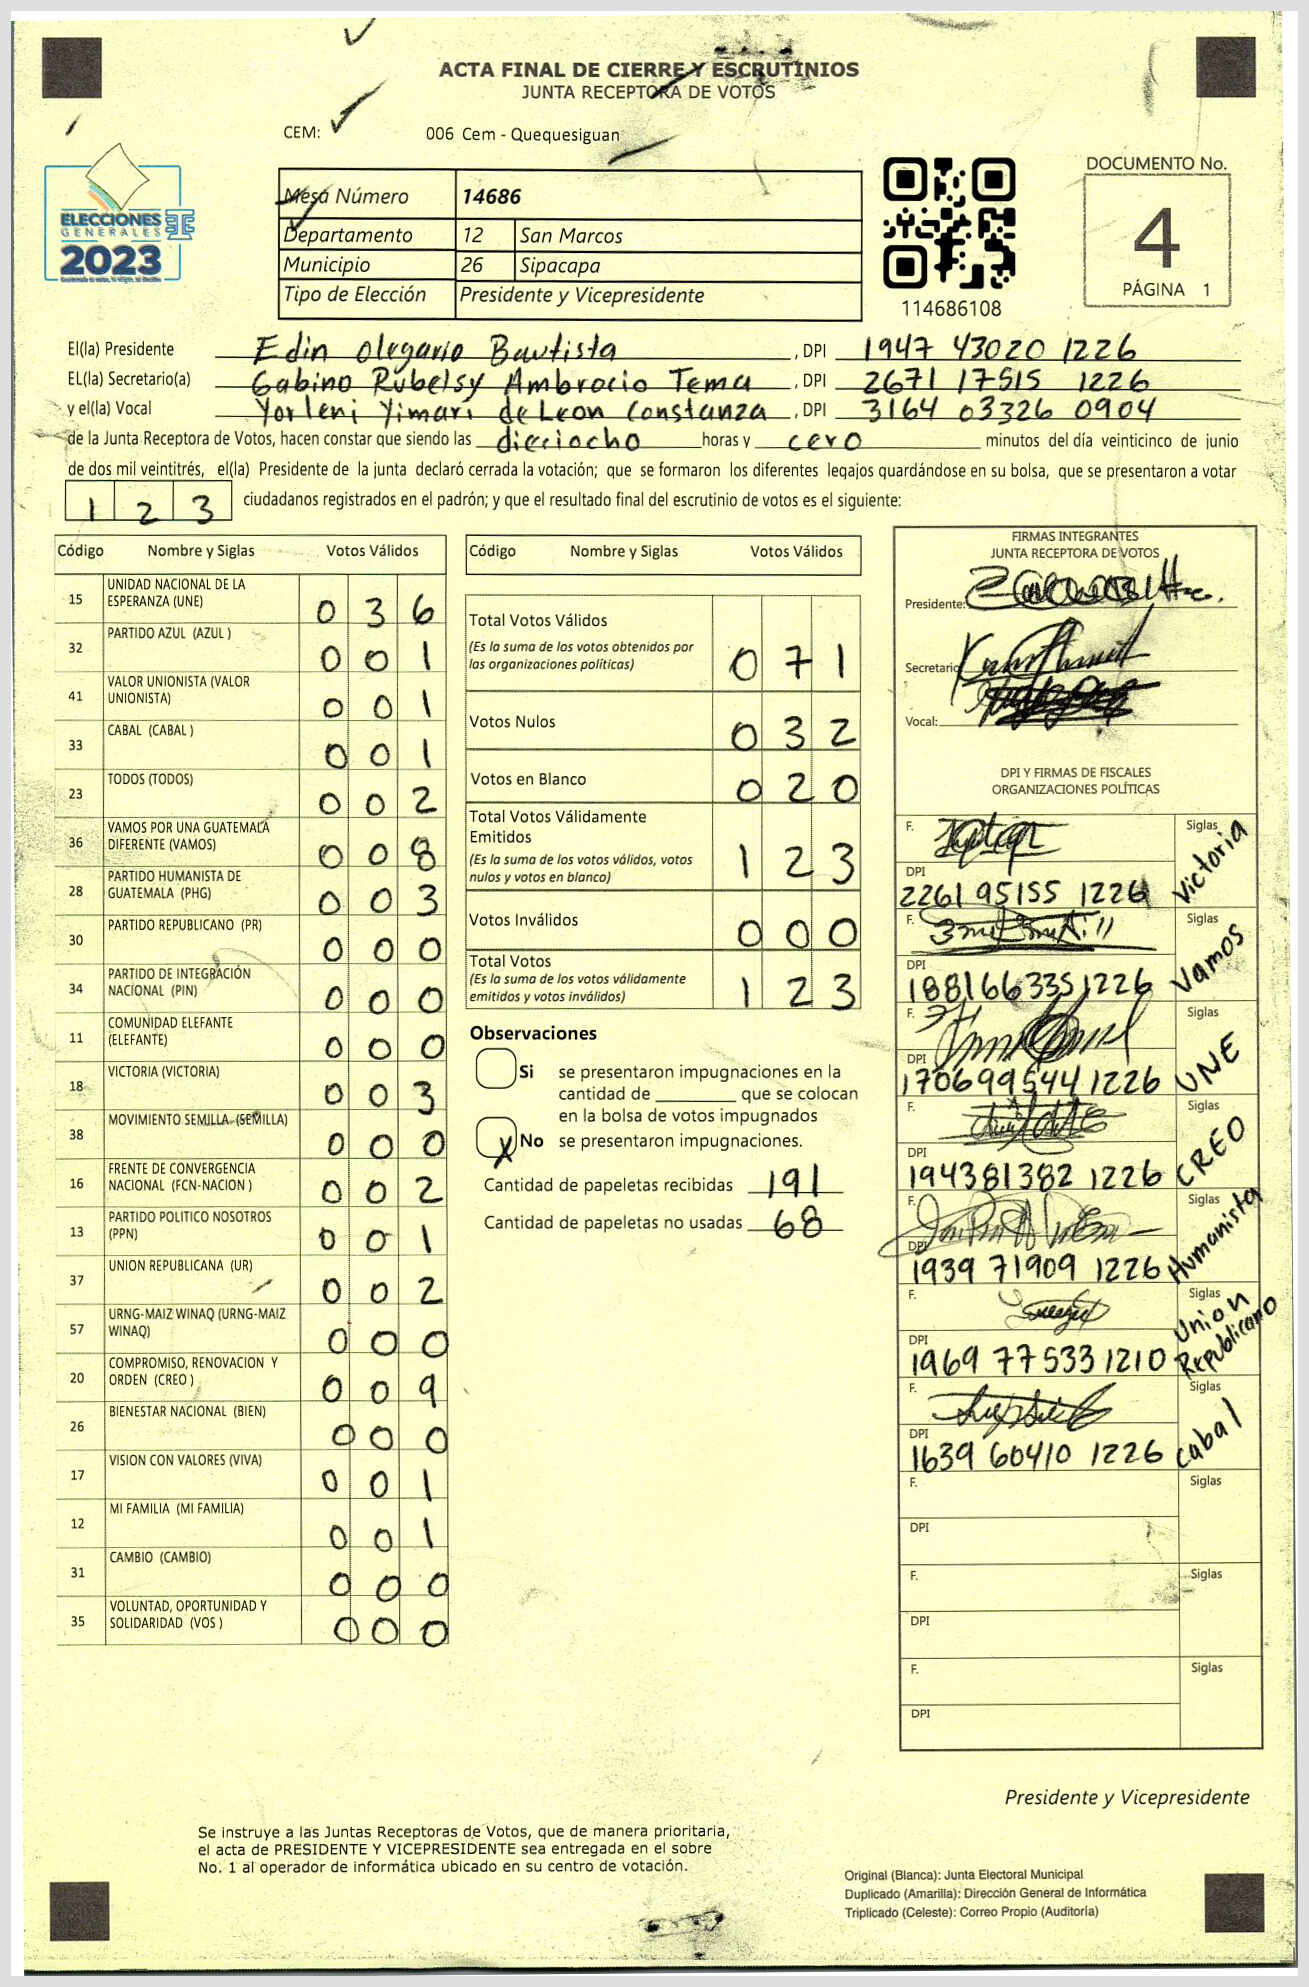 ACTA FINAL DE CIERRE Y ESCRUTINIOS
JUNTA RECEPTORA DE VOTOS
CEM: 006 Cem - Quequesiguan
ELECCIONES
GENERALES
2023
Mesa Número 14686
Departamento 12 San Marcos
Municipio 26 Sipacapa
Tipo de Elección Presidente y Vicepresidente
114686108
DOCUMENTO No.
4
PÁGINA 1
El(la) Presidente Edin Olegario Bautista , DPI 1947 43020 1226
EL(la) Secretario(a) Gabino Rubelsy Ambrocio Tema , DPI 2671 17515 1226
y el(la) Vocal Yorleni Yimari de Leon Constanza , DPI 3164 03326 0904
de la Junta Receptora de Votos, hacen constar que siendo las dieciocho horas y cero minutos del día veinticinco de junio
de dos mil veintitrés, el(la) Presidente de la junta declaró cerrada la votación; que se formaron los diferentes legajos quardándose en su bolsa, que se presentaron a votar
1 2 3 ciudadanos registrados en el padrón; y que el resultado final del escrutinio de votos es el siguiente:
Código Nombre y Siglas Votos Válidos
15 UNIDAD NACIONAL DE LA ESPERANZA (UNE) 0 3 6
32 PARTIDO AZUL (AZUL ) 0 0 1
41 VALOR UNIONISTA (VALOR UNIONISTA) 0 0 1
33 CABAL (CABAL ) 0 0 1
23 TODOS (TODOS) 0 0 2
36 VAMOS POR UNA GUATEMALA DIFERENTE (VAMOS) 0 0 8
28 PARTIDO HUMANISTA DE GUATEMALA (PHG) 0 0 3
30 PARTIDO REPUBLICANO (PR) 0 0 0
34 PARTIDO DE INTEGRACIÓN NACIONAL (PIN) 0 0 0
11 COMUNIDAD ELEFANTE (ELEFANTE) 0 0 0
18 VICTORIA (VICTORIA) 0 0 3
38 MOVIMIENTO SEMILLA (SEMILLA) 0 0 0
16 FRENTE DE CONVERGENCIA NACIONAL (FCN-NACION ) 0 0 2
13 PARTIDO POLITICO NOSOTROS (PPN) 0 0 1
37 UNION REPUBLICANA (UR) 0 0 2
57 URNG-MAIZ WINAQ (URNG-MAIZ WINAQ) 0 0 0
20 COMPROMISO, RENOVACION Y ORDEN (CREO ) 0 0 9
26 BIENESTAR NACIONAL (BIEN) 0 0 0
17 VISION CON VALORES (VIVA) 0 0 1
12 MI FAMILIA (MI FAMILIA) 0 0 1
31 CAMBIO (CAMBIO) 0 0 0
35 VOLUNTAD, OPORTUNIDAD Y SOLIDARIDAD (VOS ) 0 0 0
Código Nombre y Siglas Votos Válidos
Total Votos Válidos
(Es la suma de los votos obtenidos por
las organizaciones políticas) 0 7 1
Votos Nulos 0 3 2
Votos en Blanco 0 2 0
Total Votos Válidamente
Emitidos
(Es la suma de los votos válidos, votos
nulos y votos en blanco) 1 2 3
Votos Inválidos 0 0 0
Total Votos
(Es la suma de los votos válidamente
emitidos y votos inválidos) 1 2 3
Observaciones
Si se presentaron impugnaciones en la
cantidad de ________ que se colocan
en la bolsa de votos impugnados
X No se presentaron impugnaciones.
Cantidad de papeletas recibidas 191
Cantidad de papeletas no usadas 68
FIRMAS INTEGRANTES
JUNTA RECEPTORA DE VOTOS
Presidente:
Secretario
Vocal:
DPI Y FIRMAS DE FISCALES
ORGANIZACIONES POLÍTICAS
F. Siglas Victoria
DPI
2261 95155 1226
F. Siglas Vamos
DPI
1881663351226
F. Siglas UNE
DPI
1706995441226
F. Siglas CREO
DPI
194381382 1226
F. Siglas Humanista
DPI
1939 71909 1226
F. Siglas Union Republicano
DPI
1969 77533 1210
F. Siglas Cabal
DPI
1639 60410 1226
F. Siglas
DPI
F. Siglas
DPI
F. Siglas
DPI
Presidente y Vicepresidente
Se instruye a las Juntas Receptoras de Votos, que de manera prioritaria,
el acta de PRESIDENTE Y VICEPRESIDENTE sea entregada en el sobre
No. 1 al operador de informática ubicado en su centro de votación.
Original (Blanca): Junta Electoral Municipal
Duplicado (Amarilla): Dirección General de Informática
Triplicado (Celeste): Correo Propio (Auditoría)